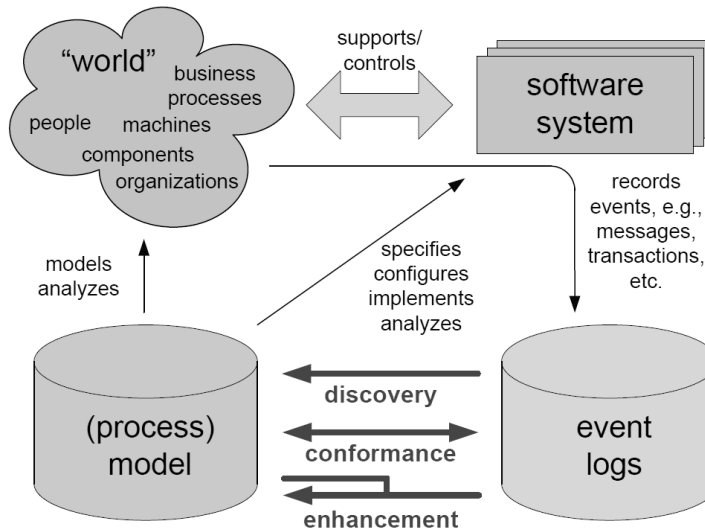 “world”
business
processes
people
machines
components
organizations
supports/
controls
software
system
records
events, e.g.,
messages,
transactions,
etc.
models
analyzes
specifies
configures
implements
analyzes
(process)
model
discovery
conformance
enhancement
event
logs